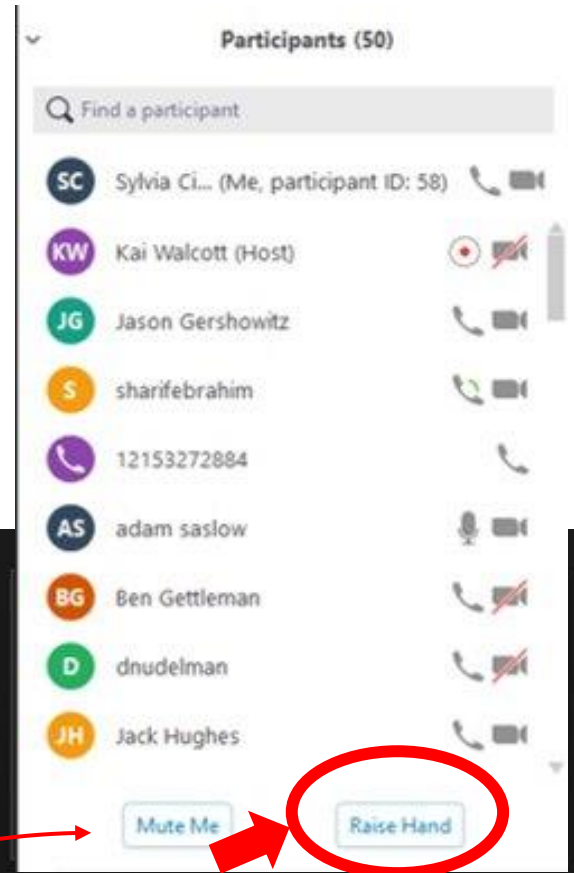 Participants (50)
Find a participant
SC Sylvia Ci... (Me, participant ID: 58)
KW Kai Walcott (Host)
JG Jason Gershowitz
S sharifebrahim
12153272884
AS adam saslow
BG Ben Gettleman
D dnudelman
JH Jack Hughes
Mute Me Raise Hand